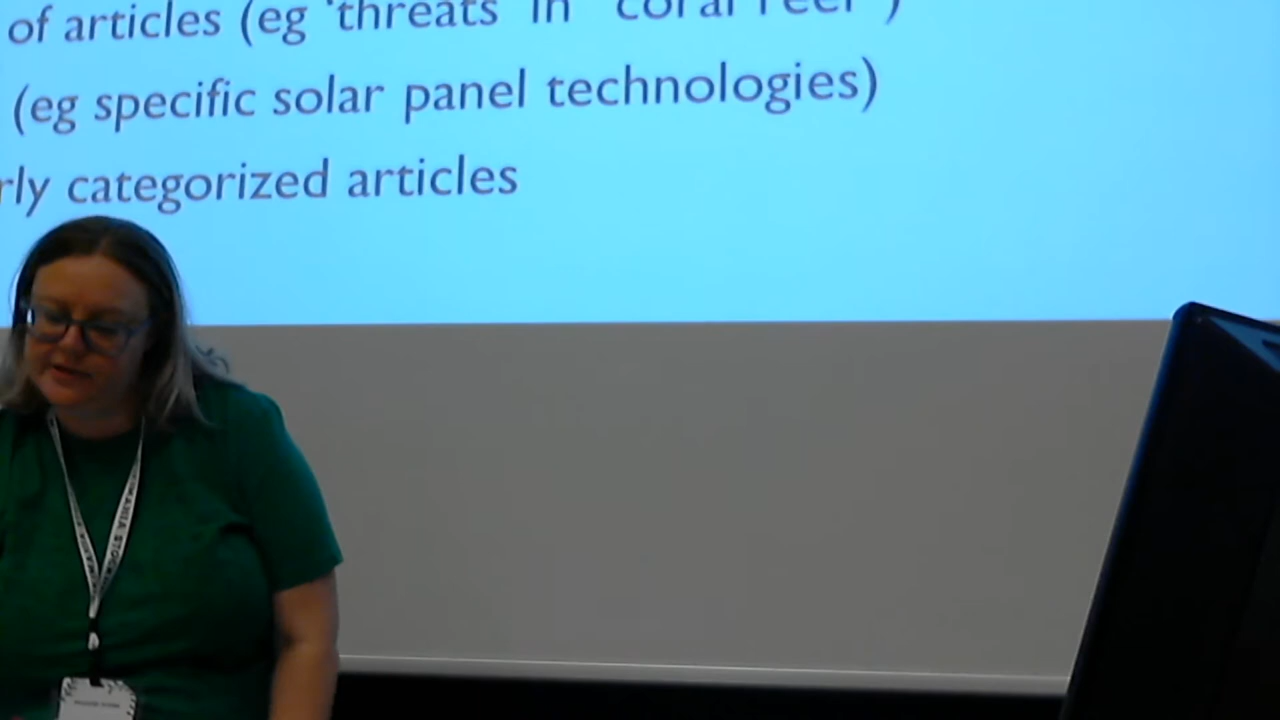 of articles (eg 'threats' in "coral reef")
(eg specific solar panel technologies)
rly categorized articles